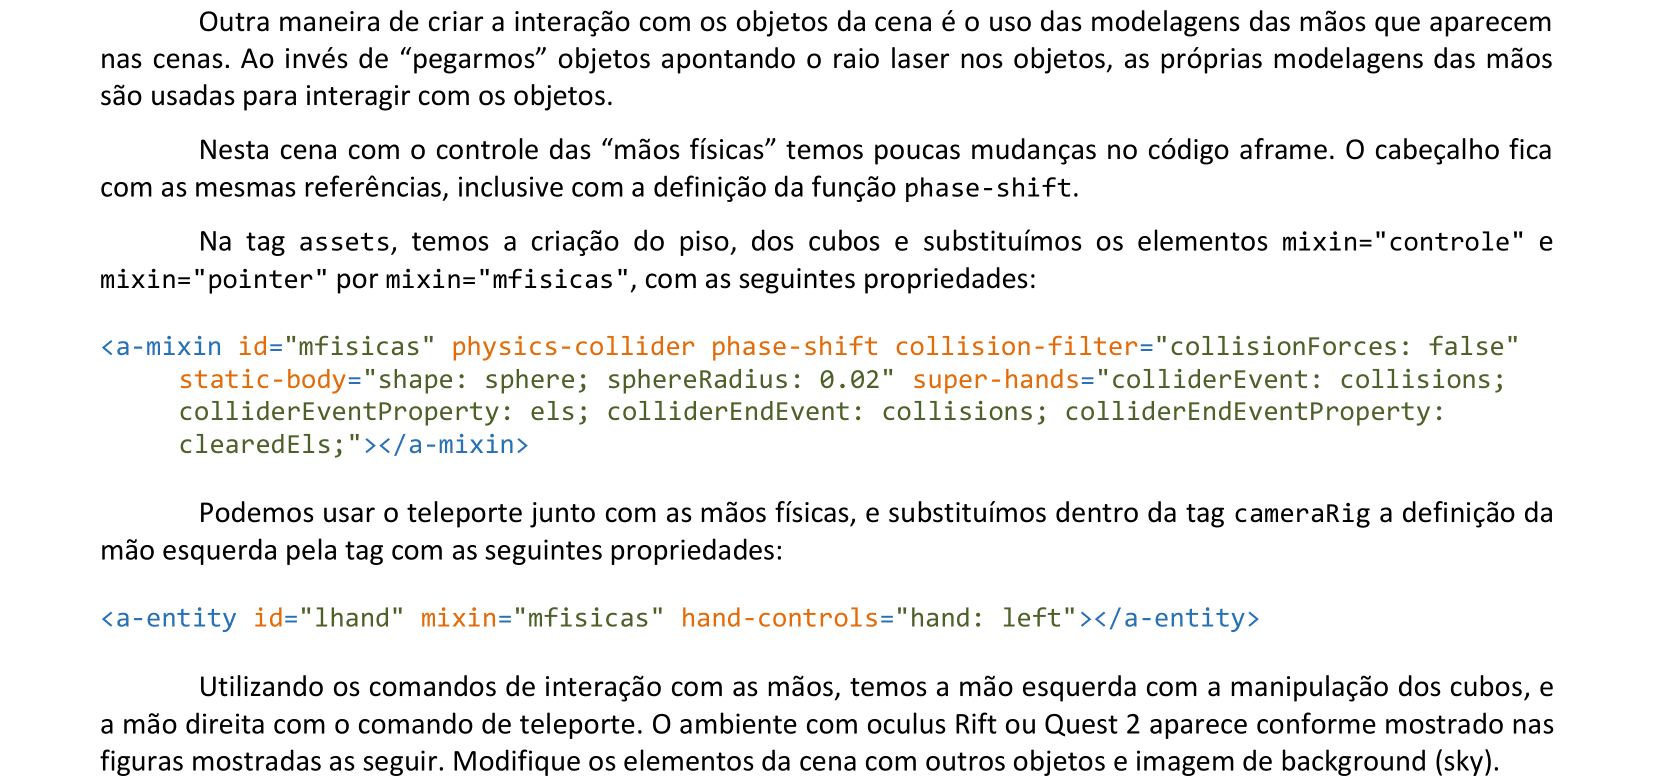 Outra maneira de criar a interação com os objetos da cena é o uso das modelagens das mãos que aparecem
nas cenas. Ao invés de “pegarmos” objetos apontando o raio laser nos objetos, as próprias modelagens das mãos
são usadas para interagir com os objetos.
Nesta cena com o controle das “mãos físicas” temos poucas mudanças no código aframe. O cabeçalho fica
com as mesmas referências, inclusive com a definição da função phase-shift.
Na tag assets, temos a criação do piso, dos cubos e substituímos os elementos mixin="controle" e
mixin="pointer" por mixin="mfisicas", com as seguintes propriedades:
<a-mixin id="mfisicas" physics-collider phase-shift collision-filter="collisionForces: false"
static-body="shape: sphere; sphereRadius: 0.02" super-hands="colliderEvent: collisions;
colliderEventProperty: els; colliderEndEvent: collisions; colliderEndEventProperty:
clearedEls;"></a-mixin>
Podemos usar o teleporte junto com as mãos físicas, e substituímos dentro da tag cameraRig a definição da
mão esquerda pela tag com as seguintes propriedades:
<a-entity id="lhand" mixin="mfisicas" hand-controls="hand: left"></a-entity>
Utilizando os comandos de interação com as mãos, temos a mão esquerda com a manipulação dos cubos, e
a mão direita com o comando de teleporte. O ambiente com oculus Rift ou Quest 2 aparece conforme mostrado nas
figuras mostradas as seguir. Modifique os elementos da cena com outros objetos e imagem de background (sky).